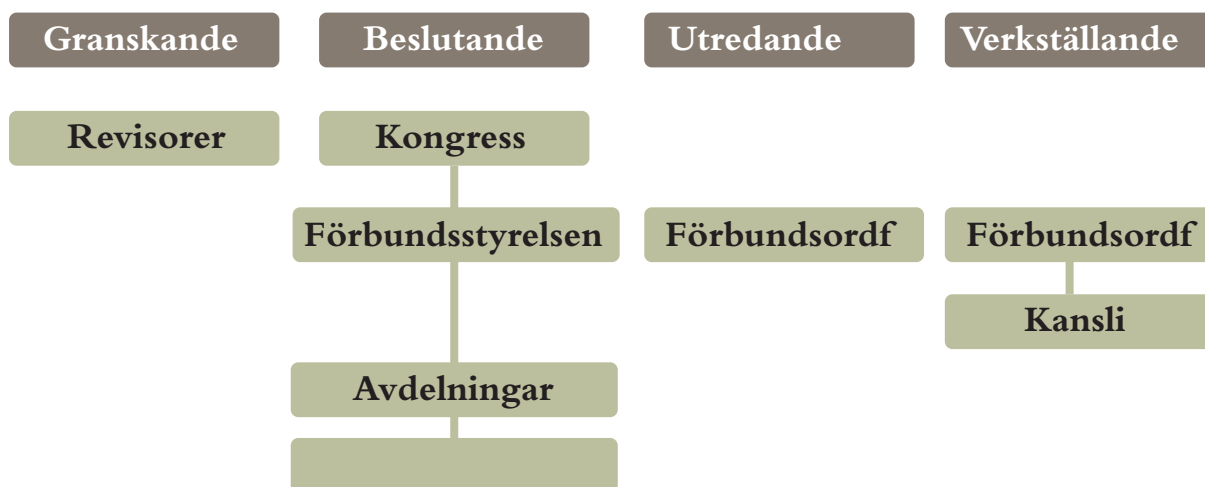 Granskande
Beslutande
Utredande
Verkställande
Revisorer
Kongress
Förbundsstyrelsen
Förbundsordf
Förbundsordf
Kansli
Avdelningar